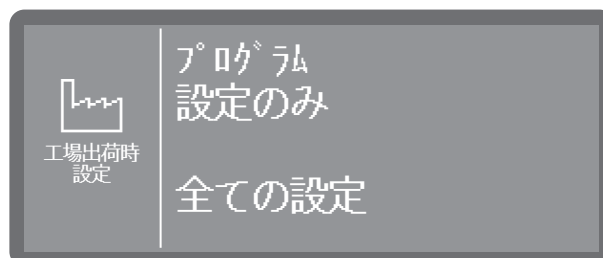 工場出荷時
設定
ﾌﾟﾛｸﾞﾗﾑ
設定のみ
全ての設定